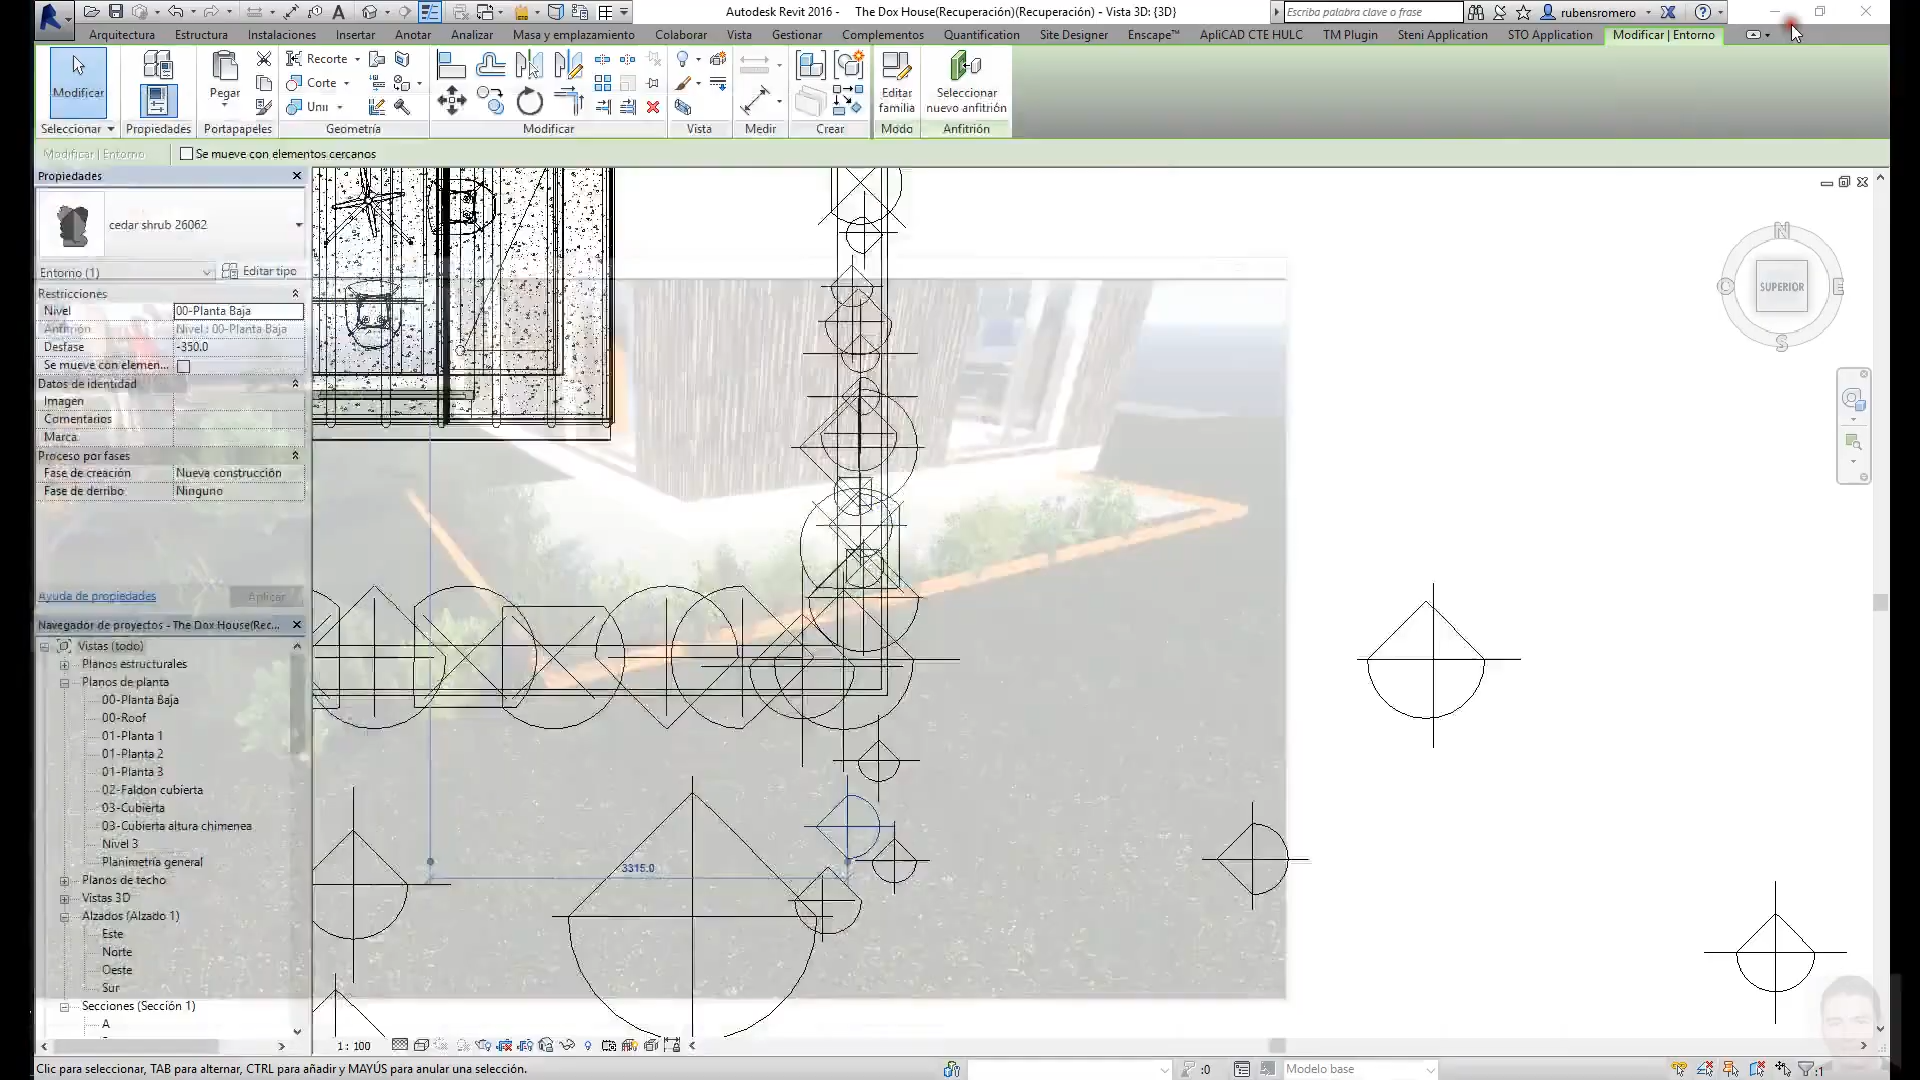 Autodesk Revit 2016 - The Dox House(Recuperación)(Recuperación) - Vista 3D: {3D}
Escriba palabra clave o frase
rubensromero
Arquitectura Estructura Instalaciones Insertar Anotar Analizar Masa y emplazamiento Colaborar Vista Gestionar Complementos Quantification Site Designer Enscape™ ApliCAD CTE HULC TM Plugin Steni Application STO Application Modificar | Entorno
Modificar
Pegar
Recorte
Corte
Unir
Editar familia
Seleccionar nuevo anfitrión
Seleccionar Propiedades Portapapeles Geometría Modificar Vista Medir Crear Modo Anfitrión
Modificar | Entorno
Se mueve con elementos cercanos
Propiedades
cedar shrub 26062
Entorno (1)
Editar tipo
Restricciones
Nivel 00-Planta Baja
Anfitrión Nivel : 00-Planta Baja
Desfase -350.0
Se mueve con elemen...
Datos de identidad
Imagen
Comentarios
Marca
Proceso por fases
Fase de creación Nueva construcción
Fase de derribo Ninguno
Ayuda de propiedades
Aplicar
Navegador de proyectos - The Dox House(Rec...
Vistas (todo)
Planos estructurales
Planos de planta
00-Planta Baja
00-Roof
01-Planta 1
01-Planta 2
01-Planta 3
02-Faldon cubierta
03-Cubierta
03-Cubierta altura chimenea
Nivel 3
Planimetría general
Planos de techo
Vistas 3D
Alzados (Alzado 1)
Este
Norte
Oeste
Sur
Secciones (Sección 1)
A
N
SUPERIOR
E
S
3315.0
1 : 100
Clic para seleccionar, TAB para alternar, CTRL para añadir y MAYÚS para anular una selección.
:0
Modelo base
:1